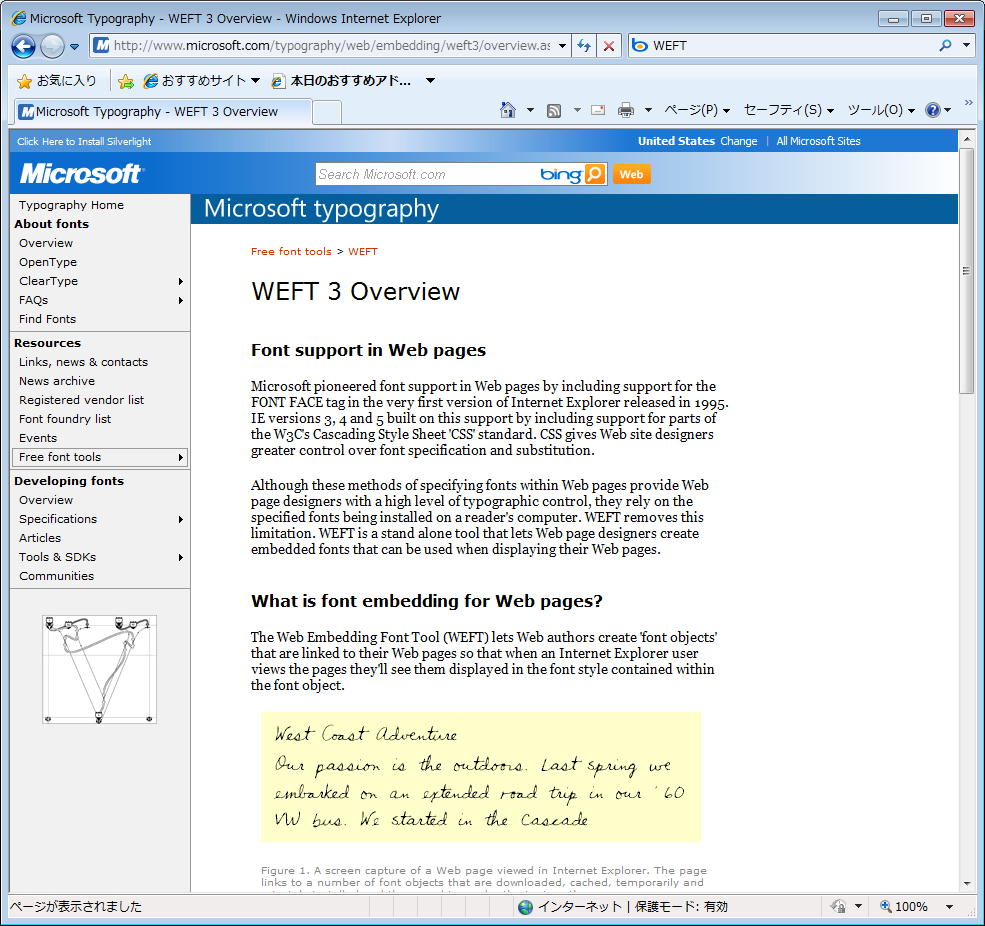 Microsoft Typography - WEFT 3 Overview - Windows Internet Explorer
http://www.microsoft.com/typography/web/embedding/weft3/overview.as
WEFT
お気に入り
おすすめサイト
本日のおすすめアド...
Microsoft Typography - WEFT 3 Overview
ページ(P)
セーフティ(S)
ツール(O)
Click Here to Install Silverlight
United States Change | All Microsoft Sites
Microsoft
Search Microsoft.com
bing
Web
Microsoft typography
Typography Home
About fonts
Overview
OpenType
ClearType
FAQs
Find Fonts
Resources
Links, news & contacts
News archive
Registered vendor list
Font foundry list
Events
Free font tools
Developing fonts
Overview
Specifications
Articles
Tools & SDKs
Communities
Free font tools > WEFT
WEFT 3 Overview
Font support in Web pages
Microsoft pioneered font support in Web pages by including support for the
FONT FACE tag in the very first version of Internet Explorer released in 1995.
IE versions 3, 4 and 5 built on this support by including support for parts of
the W3C's Cascading Style Sheet 'CSS' standard. CSS gives Web site designers
greater control over font specification and substitution.
Although these methods of specifying fonts within Web pages provide Web
page designers with a high level of typographic control, they rely on the
specified fonts being installed on a reader's computer. WEFT removes this
limitation. WEFT is a stand alone tool that lets Web page designers create
embedded fonts that can be used when displaying their Web pages.
What is font embedding for Web pages?
The Web Embedding Font Tool (WEFT) lets Web authors create 'font objects'
that are linked to their Web pages so that when an Internet Explorer user
views the pages they'll see them displayed in the font style contained within
the font object.
West Coast Adventure
Our passion is the outdoors. Last spring we
embarked on an extended road trip in our '60
VW bus. We started in the Cascade
Figure 1. A screen capture of a Web page viewed in Internet Explorer. The page
links to a number of font objects that are downloaded, cached, temporarily and
ページが表示されました
インターネット | 保護モード: 有効
100%